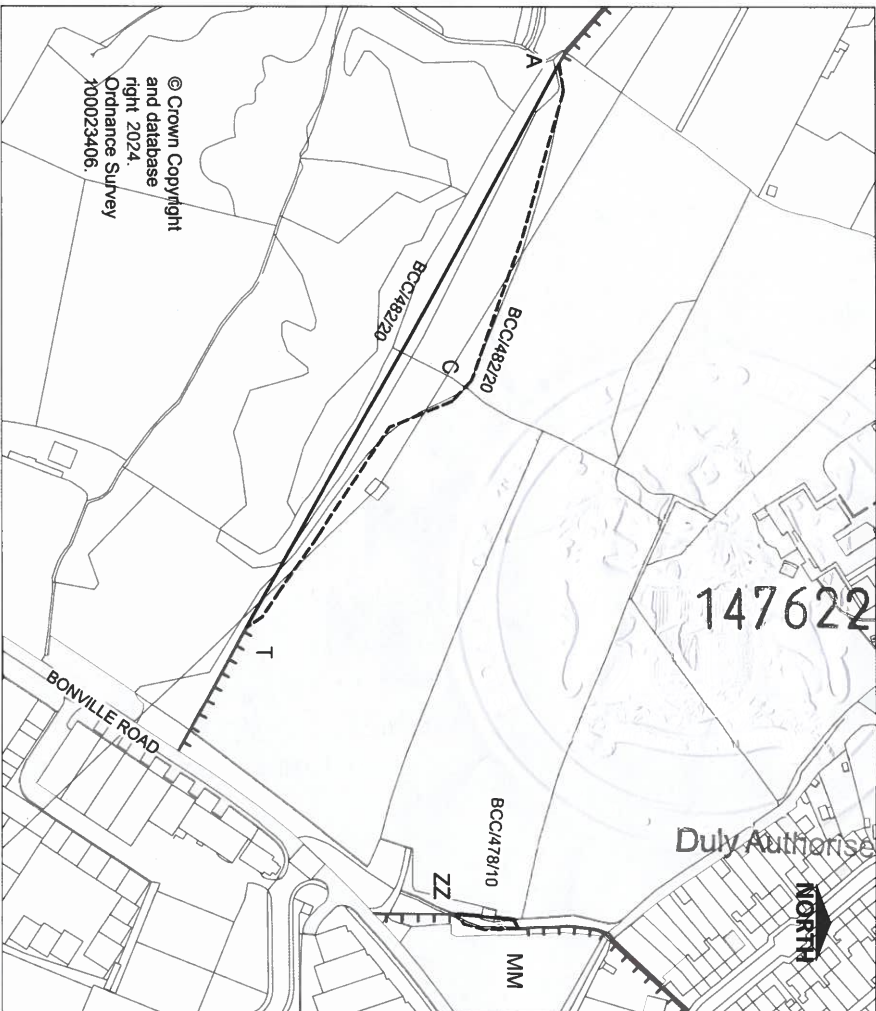 A
© Crown Copyright
and database
right 2024.
Ordnance Survey
100023406.
BCC/482/20
BCC/482/20
C
147622
T
BONVILLE ROAD
BCC/478/10
Duly Authorise
ZZ
NORTH
MM